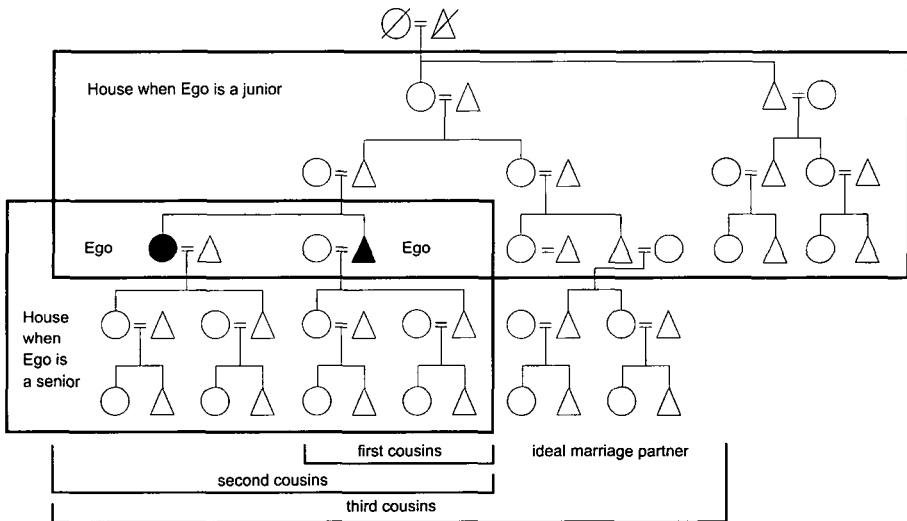 House when Ego is a junior
Ego
Ego
House
when
Ego is
a senior
first cousins
ideal marriage partner
second cousins
third cousins